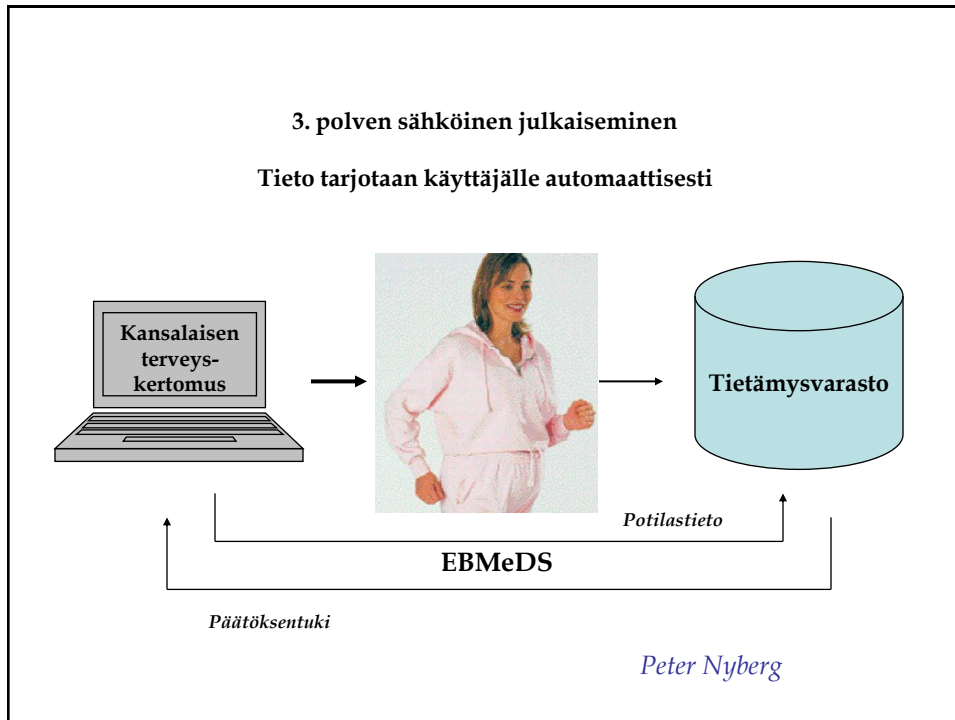 3. polven sähköinen julkaiseminen
Tieto tarjotaan käyttäjälle automaattisesti
Kansalaisen
terveys-
kertomus
Tietämysvarasto
Potilastieto
EBMeDS
Päätöksentuki
Peter Nyberg